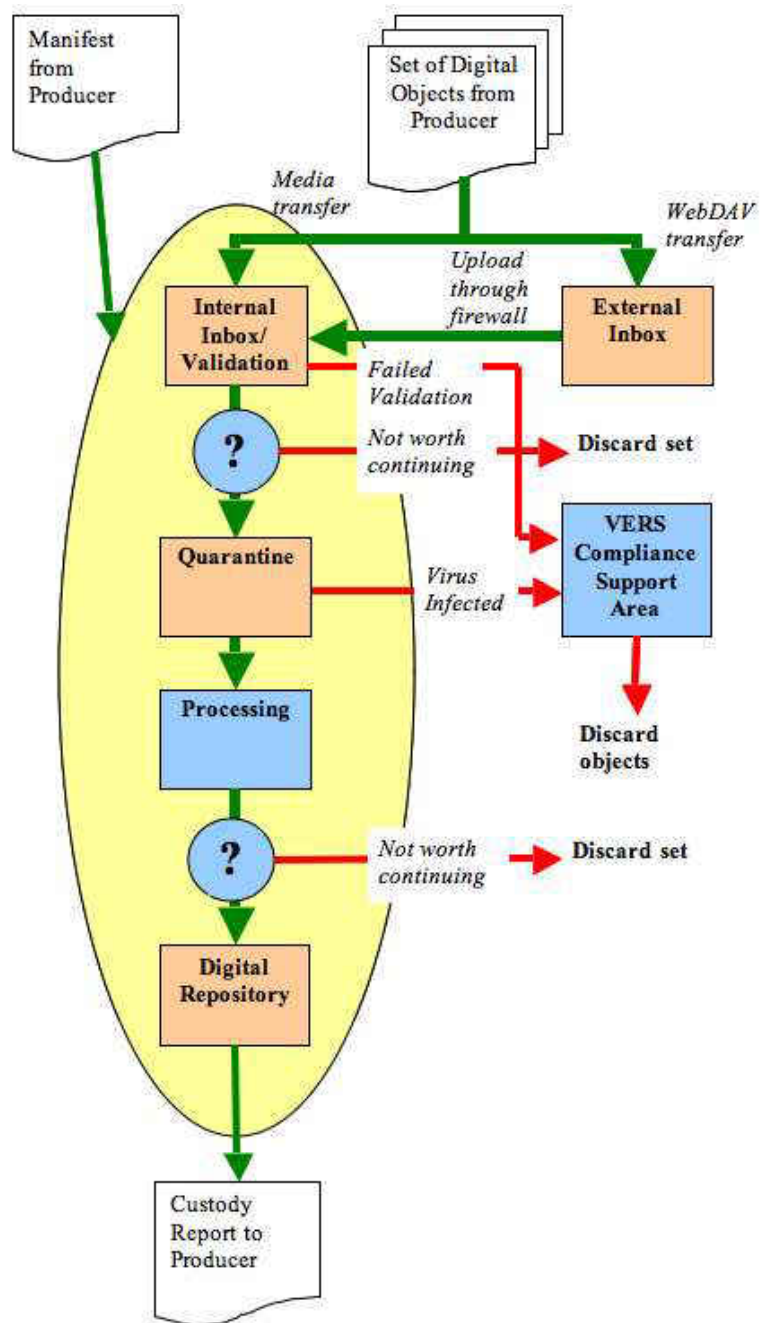 Manifest
from
Producer
Set of Digital
Objects from
Producer
Media
transfer
WebDAV
transfer
Upload
through
firewall
Internal
Inbox/
Validation
External
Inbox
Failed
Validation
?
Not worth
continuing
Discard set
VERS
Compliance
Support
Area
Quarantine
Virus
Infected
Processing
Discard
objects
?
Not worth
continuing
Discard set
Digital
Repository
Custody
Report to
Producer